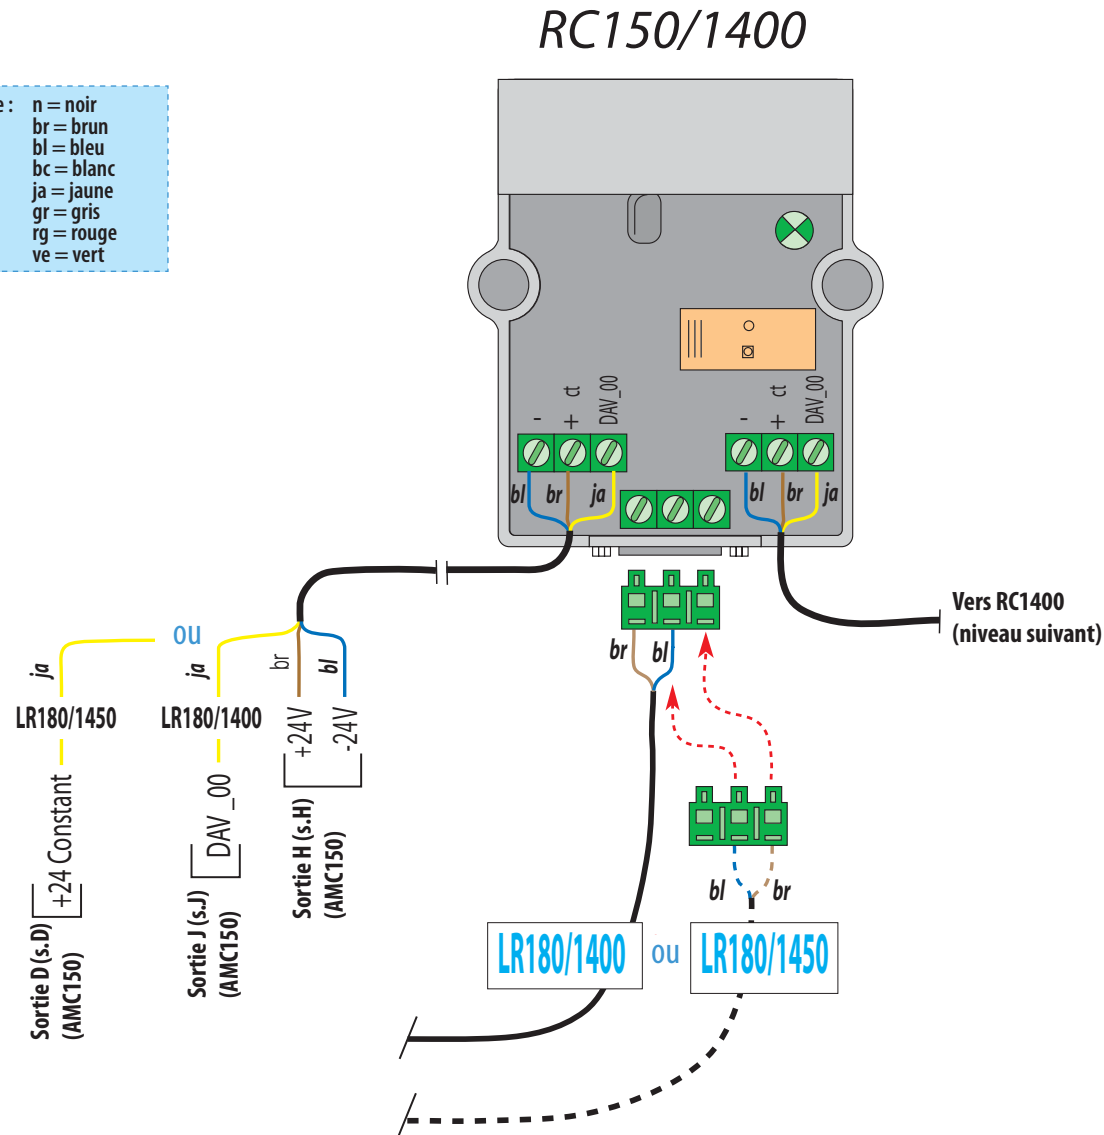 RC150/1400
e : n = noir
br = brun
bl = bleu
bc = blanc
ja = jaune
gr = gris
rg = rouge
ve = vert
- + ct DAV_00
- + ct DAV_00
bl br ja
bl br ja
Vers RC1400
(niveau suivant)
br bl
ou
ja
ja
br
bl
LR180/1450
LR180/1400
+24V
-24V
+24 Constant
DAV_00
Sortie H (s.H)
(AMC150)
Sortie J (s.J)
(AMC150)
Sortie D (s.D)
(AMC150)
bl br
LR180/1400 ou LR180/1450